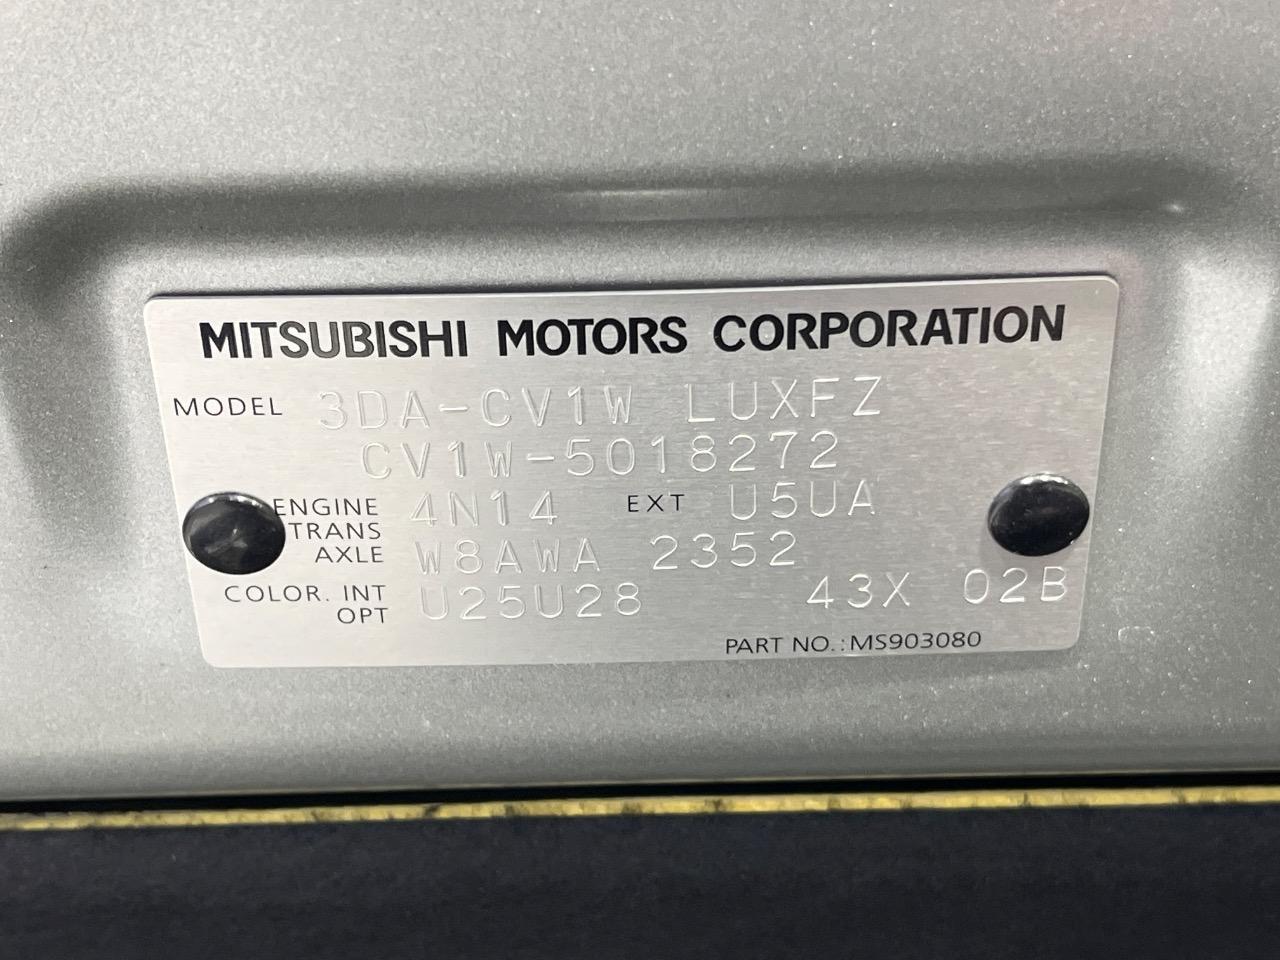 MITSUBISHI MOTORS CORPORATION
MODEL 3DA-CV1W LUXFZ
CV1W-5018272
ENGINE 4N14 EXT U5UA
TRANS
AXLE W8AWA 2352
COLOR. INT U25U28 43X 02B
OPT
PART NO.:MS903080